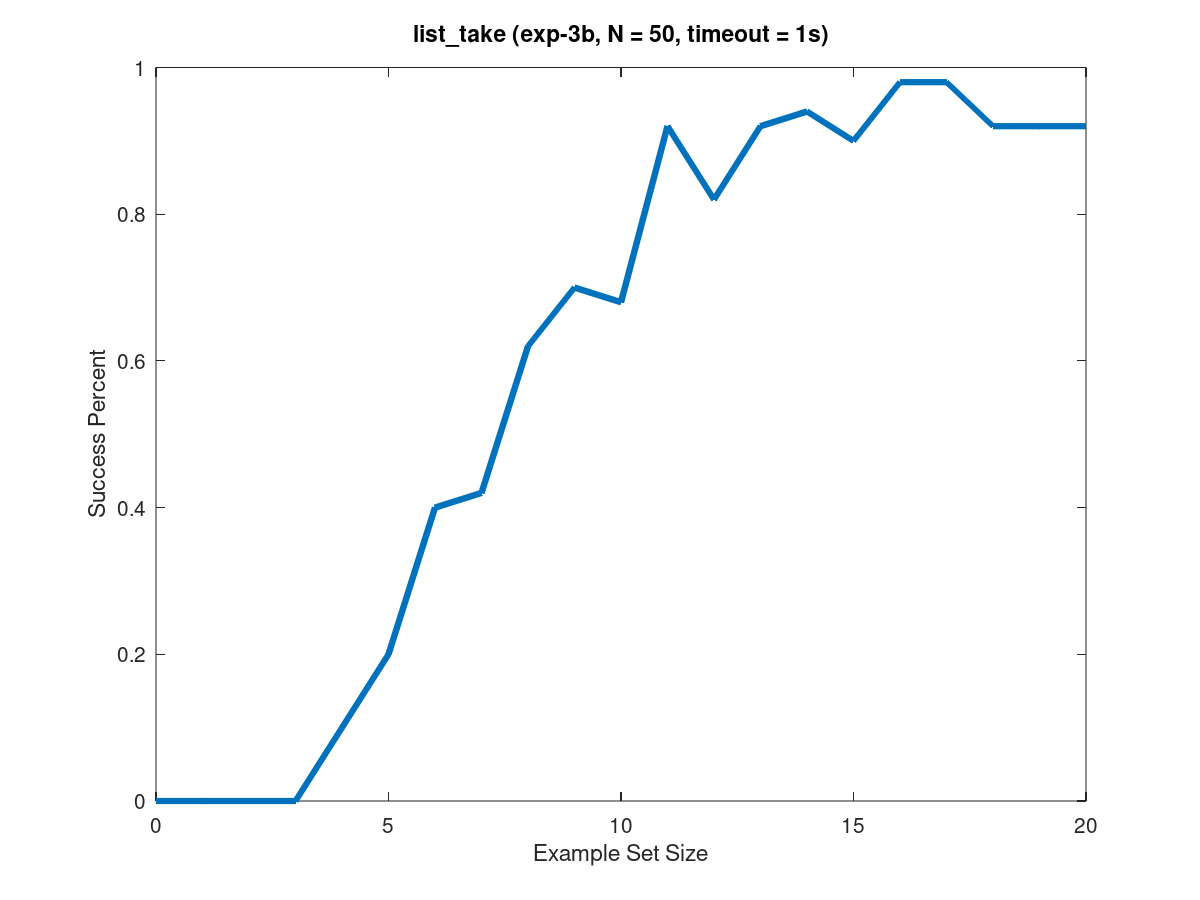 list_take (exp-3b, N = 50, timeout = 1s)
1
0.8
0.6
0.4
0.2
0
Success Percent
0 5 10 15 20
Example Set Size